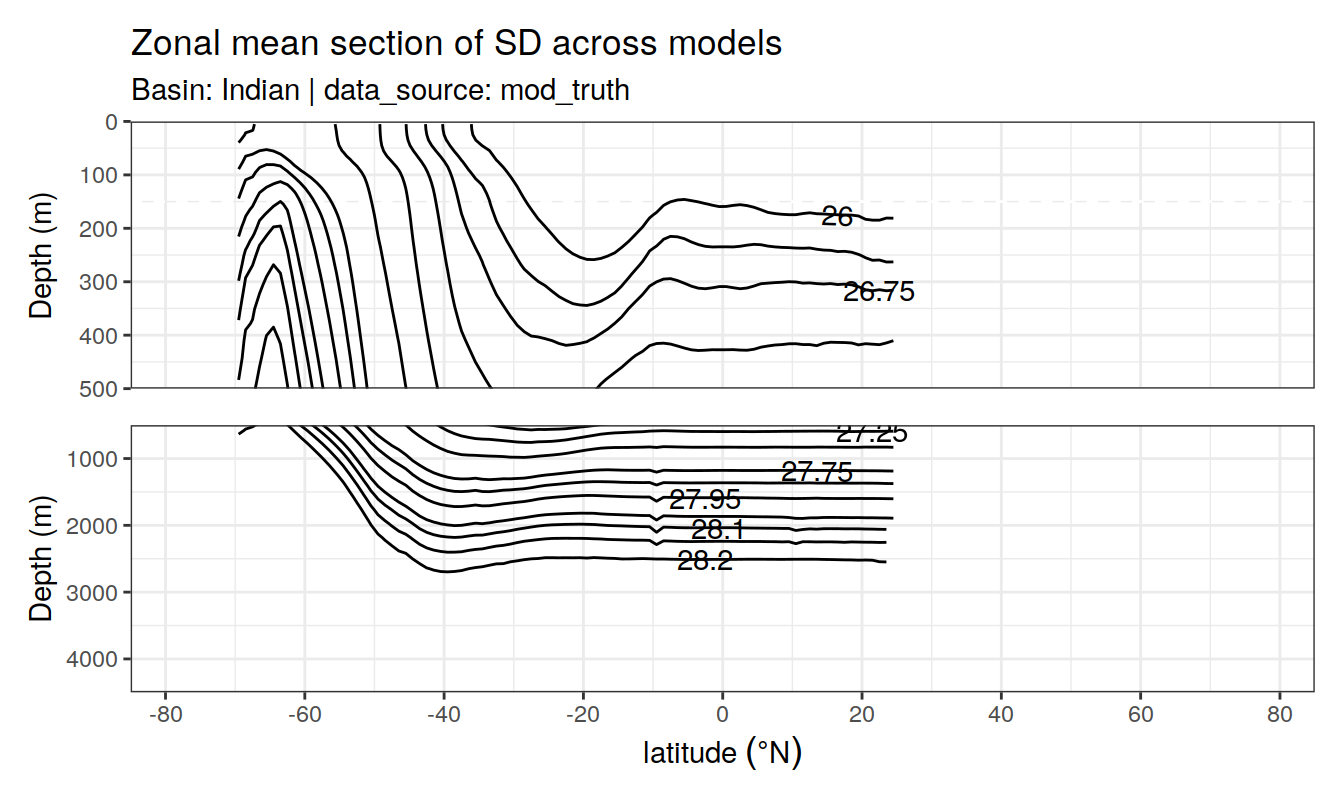 Zonal mean section of SD across models
Basin: Indian | data_source: mod_truth
Depth (m)
0
100
200
300
400
500
26
26.75
Depth (m)
1000
2000
3000
4000
27.25
27.75
27.95
28.1
28.2
-80 -60 -40 -20 0 20 40 60 80
latitude (°N)